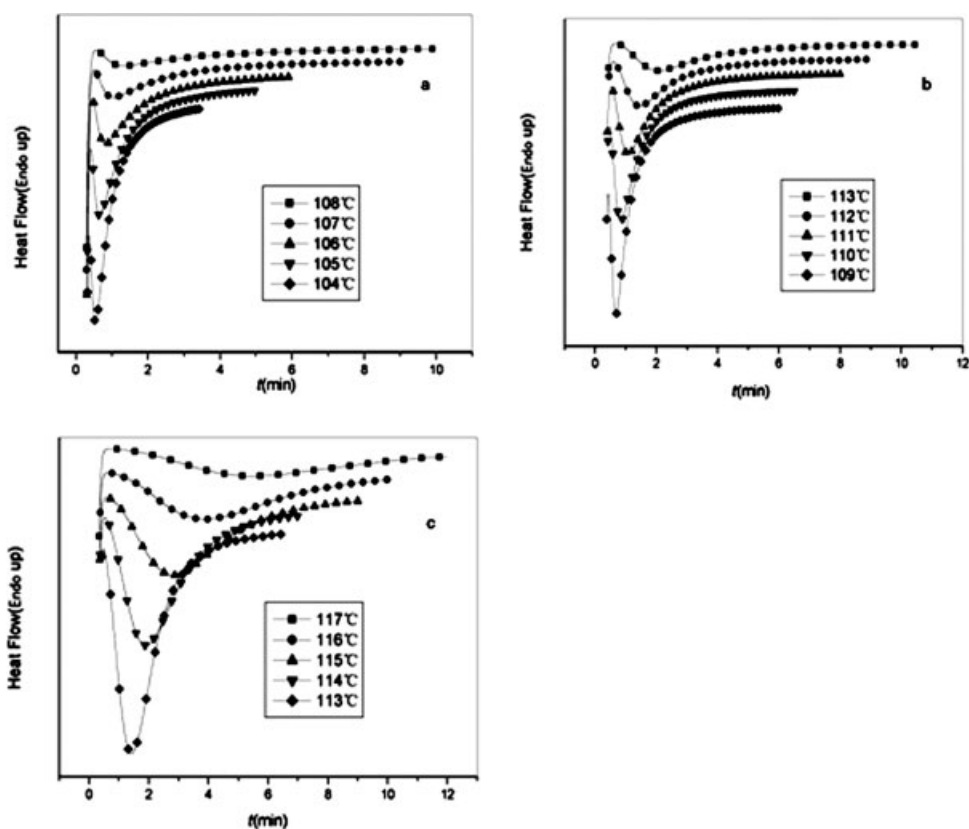 Heat Flow(Endo up)
a
108℃
107℃
106℃
105℃
104℃
0 2 4 6 8 10
t(min)
Heat Flow(Endo up)
b
113℃
112℃
111℃
110℃
109℃
0 2 4 6 8 10 12
t(min)
Heat Flow(Endo up)
c
117℃
116℃
115℃
114℃
113℃
0 2 4 6 8 10 12
t(min)